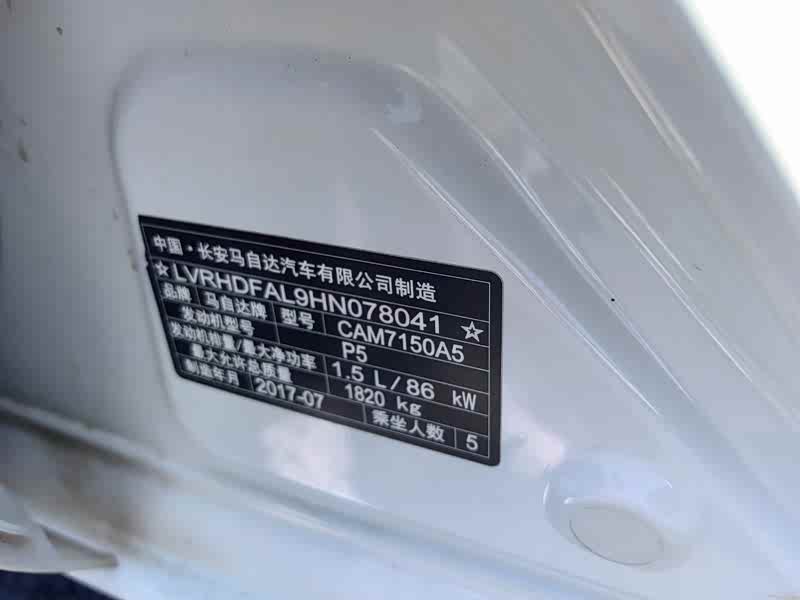 中国·长安马自达汽车有限公司制造
☆LVRHDFAL9HN078041☆
品牌 马自达牌 型号 CAM7150A5
发动机型号 P5
发动机排量/最大净功率 1.5 L/86 kW
最大允许总质量 1820 kg
制造年月 2017-07 乘坐人数 5